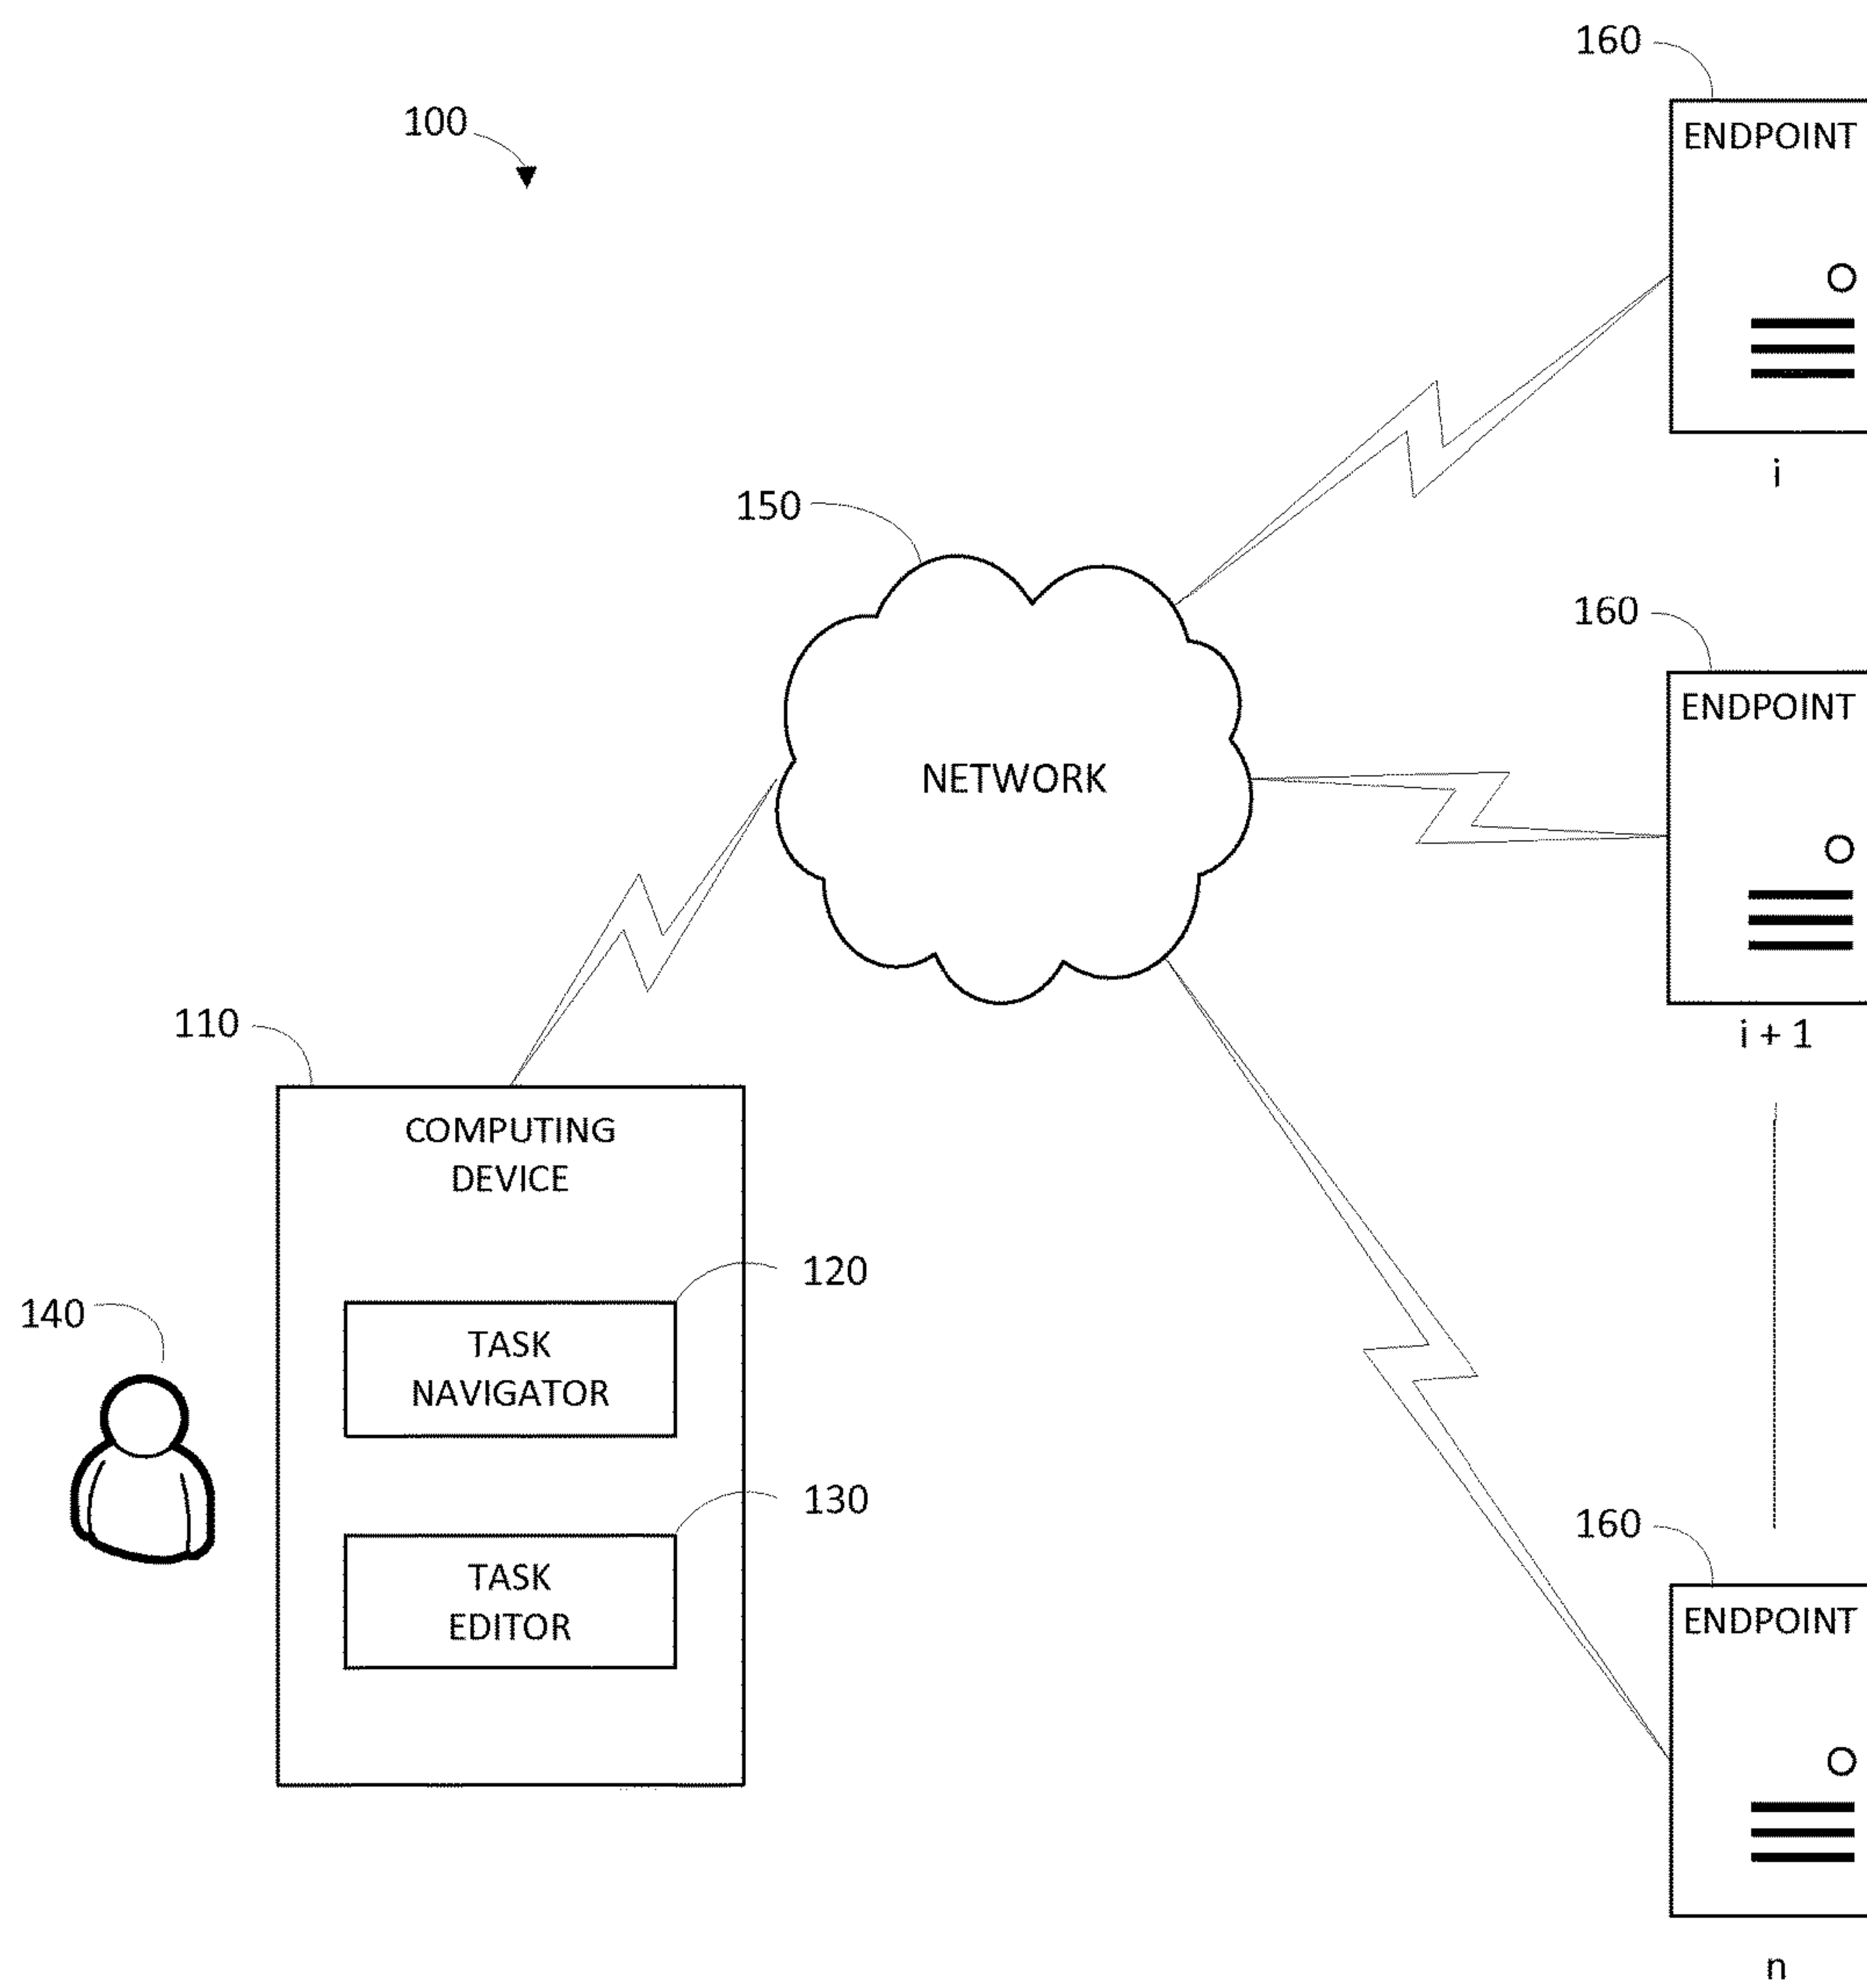 160
ENDPOINT
100
i
150
160
ENDPOINT
NETWORK
i + 1
110
COMPUTING
DEVICE
120
140
TASK
NAVIGATOR
130
160
TASK
EDITOR
ENDPOINT
n